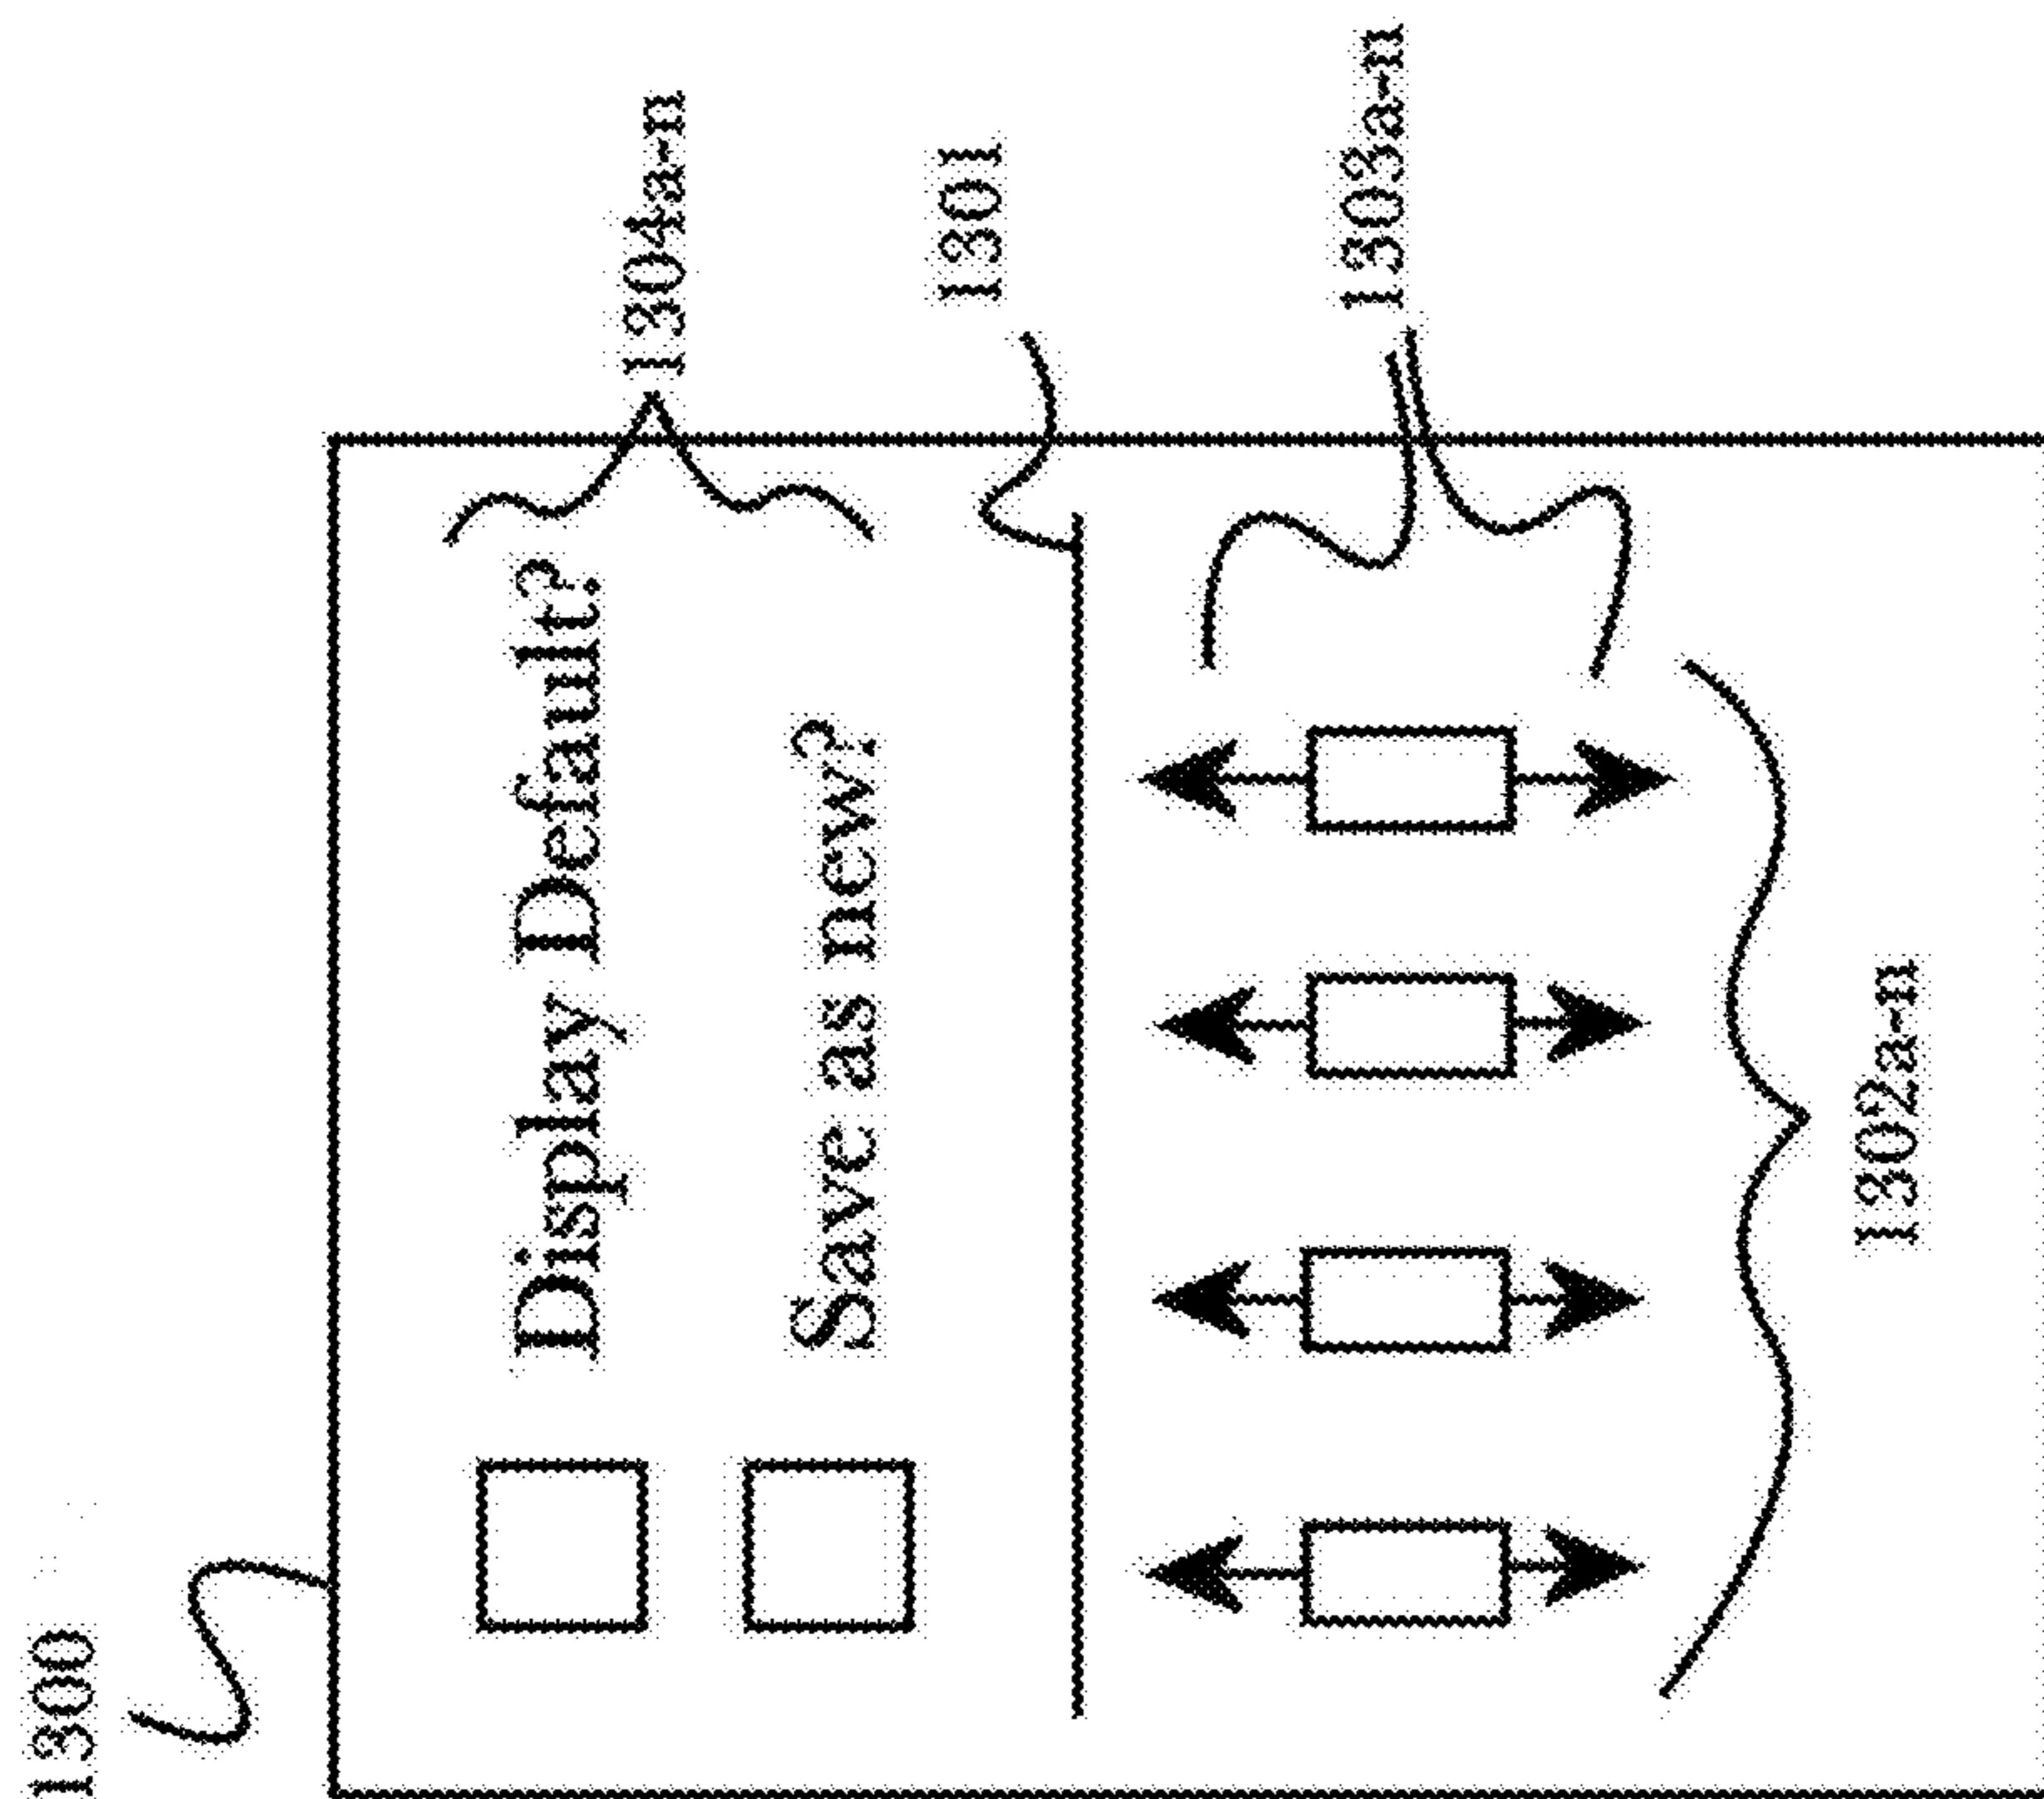 1300
Display Default?
1304a-n
Save as new?
1301
1303a-n
1302a-n